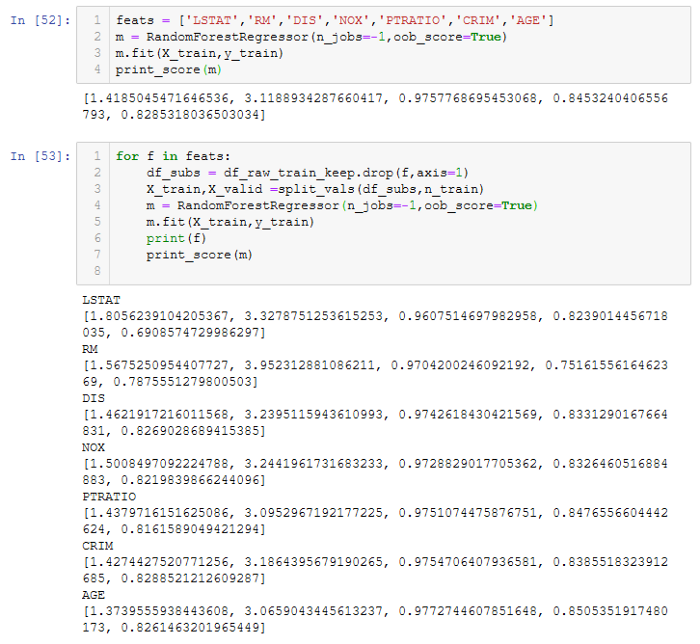 In [52]:
1 feats = ['LSTAT','RM','DIS','NOX','PTRATIO','CRIM','AGE']
2 m = RandomForestRegressor(n_jobs=-1,oob_score=True)
3 m.fit(X_train,y_train)
4 print_score(m)
[1.4185045471646536, 3.1188934287660417, 0.9757768695453068, 0.8453240406556
793, 0.8285318036503034]
In [53]:
1 for f in feats:
2     df_subs = df_raw_train_keep.drop(f,axis=1)
3     X_train,X_valid =split_vals(df_subs,n_train)
4     m = RandomForestRegressor(n_jobs=-1,oob_score=True)
5     m.fit(X_train,y_train)
6     print(f)
7     print_score(m)
8
LSTAT
[1.8056239104205367, 3.3278751253615253, 0.9607514697982958, 0.8239014456718
035, 0.6908574729986297]
RM
[1.5675250954407727, 3.952312881086211, 0.9704200246092192, 0.75161556164623
69, 0.7875551279800503]
DIS
[1.4621917216011568, 3.2395115943610993, 0.9742618430421569, 0.8331290167664
831, 0.8269028689415385]
NOX
[1.5008497092224788, 3.2441961731683233, 0.9728829017705362, 0.8326460516884
883, 0.8219839866244096]
PTRATIO
[1.4379716151625086, 3.0952967192177225, 0.9751074475876751, 0.8476556604442
624, 0.8161589049421294]
CRIM
[1.4274427520771256, 3.1864395679190265, 0.9754706407936581, 0.8385518323912
685, 0.8288521212609287]
AGE
[1.3739555938443608, 3.0659043445613237, 0.9772744607851648, 0.8505351917480
173, 0.8261463201965449]